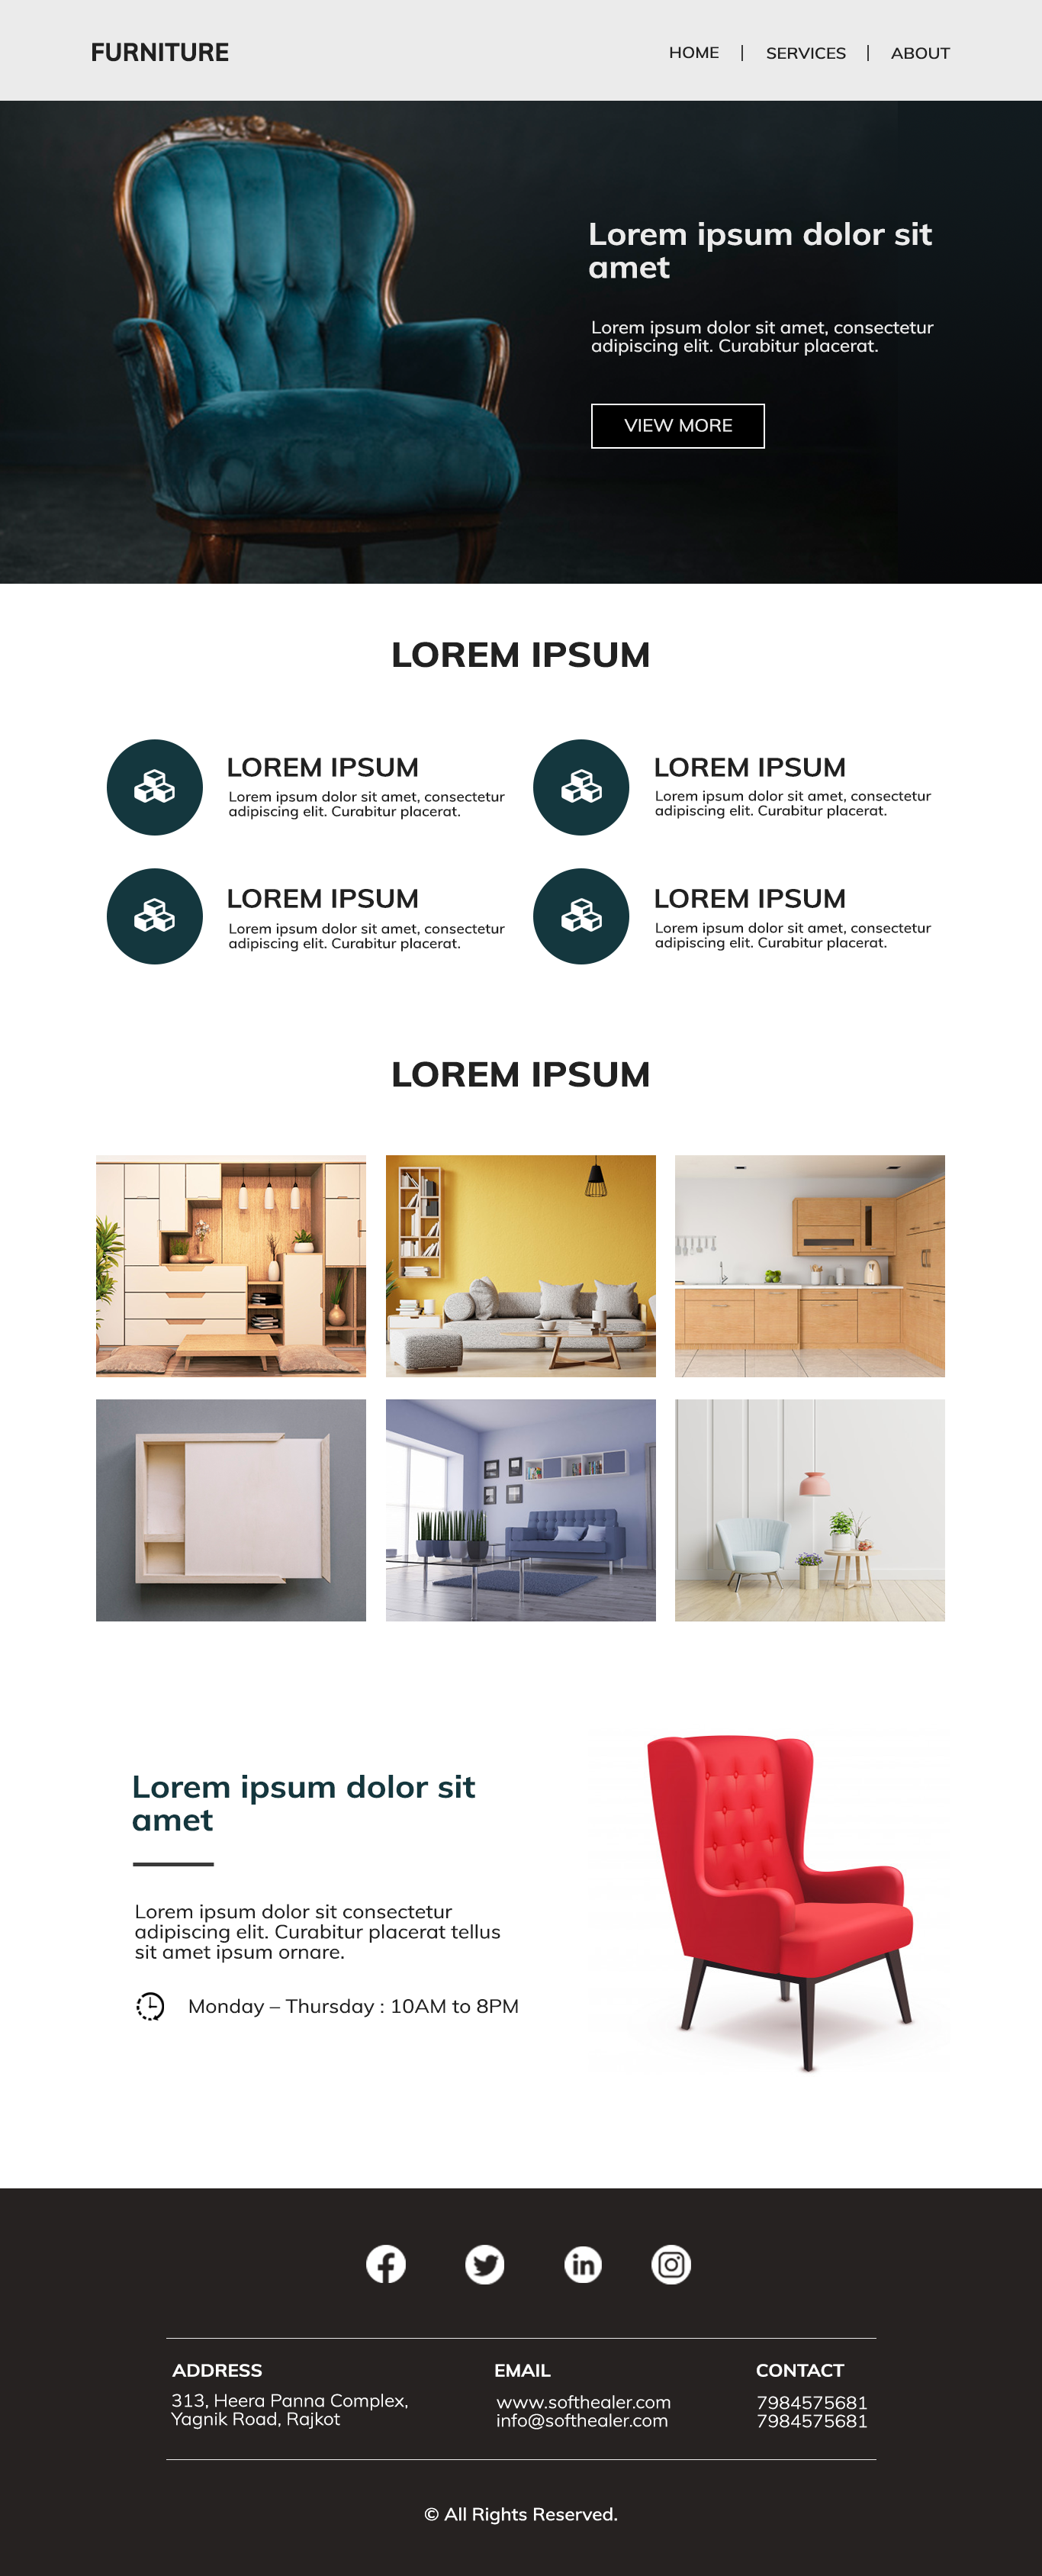 FURNITURE
HOME | SERVICES | ABOUT
Lorem ipsum dolor sit
amet
Lorem ipsum dolor sit amet, consectetur
adipiscing elit. Curabitur placerat.
VIEW MORE
LOREM IPSUM
LOREM IPSUM
Lorem ipsum dolor sit amet, consectetur
adipiscing elit. Curabitur placerat.
LOREM IPSUM
Lorem ipsum dolor sit amet, consectetur
adipiscing elit. Curabitur placerat.
LOREM IPSUM
Lorem ipsum dolor sit amet, consectetur
adipiscing elit. Curabitur placerat.
LOREM IPSUM
Lorem ipsum dolor sit amet, consectetur
adipiscing elit. Curabitur placerat.
LOREM IPSUM
Lorem ipsum dolor sit
amet
Lorem ipsum dolor sit consectetur
adipiscing elit. Curabitur placerat tellus
sit amet ipsum ornare.
Monday – Thursday : 10AM to 8PM
ADDRESS
313, Heera Panna Complex,
Yagnik Road, Rajkot
EMAIL
www.softhealer.com
info@softhealer.com
CONTACT
7984575681
7984575681
© All Rights Reserved.